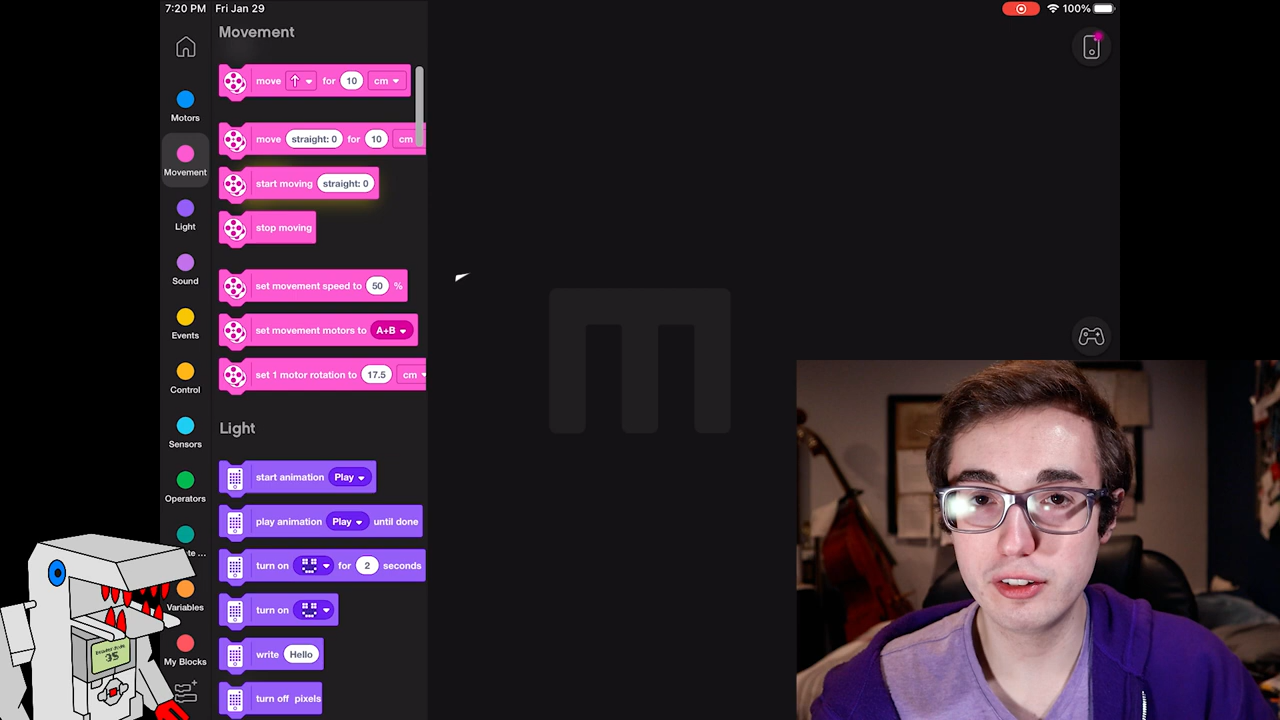 7:20 PM Fri Jan 29
100%
Motors
Movement
Light
Sound
Events
Control
Sensors
Operators
te ...
Variables
My Blocks
Movement
move for 10 cm
move straight: 0 for 10 cm
start moving straight: 0
stop moving
set movement speed to 50 %
set movement motors to A+B
set 1 motor rotation to 17.5 cm
Light
start animation Play
play animation Play until done
turn on for 2 seconds
turn on
write Hello
turn off pixels
35